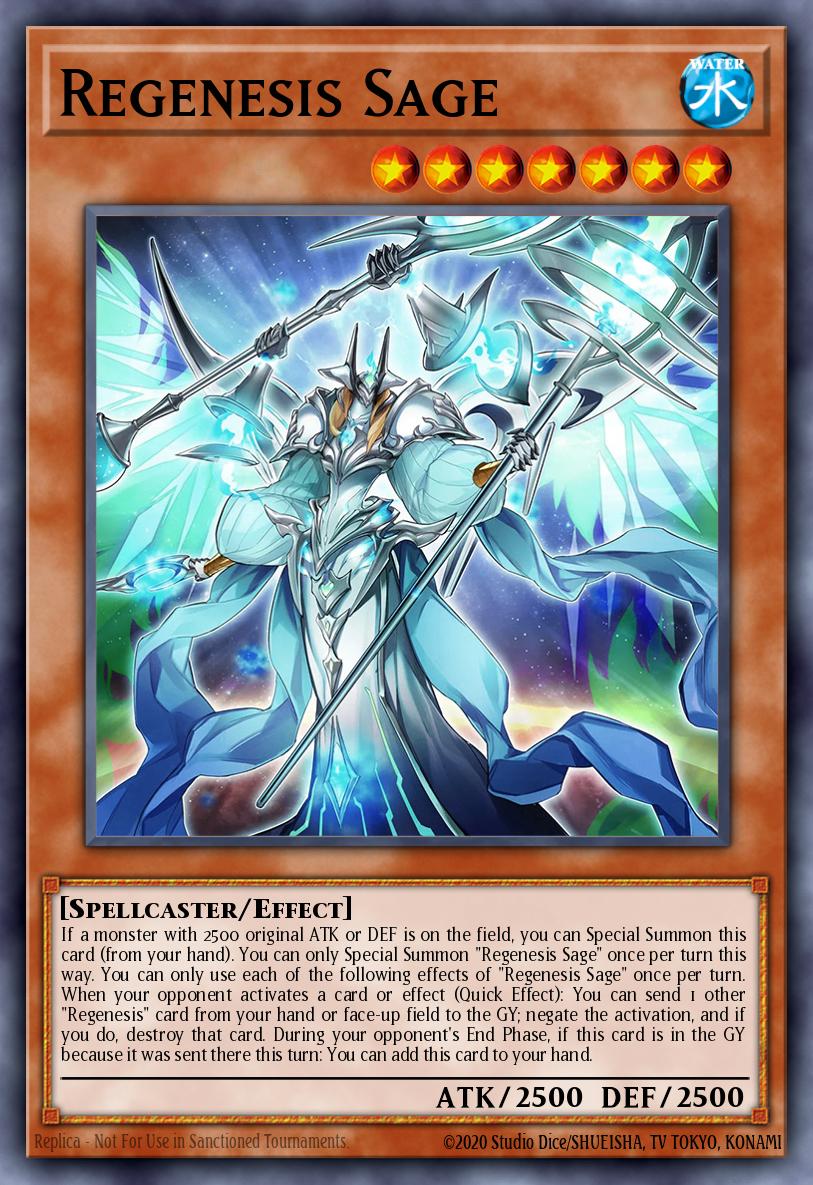 Regenesis Sage
WATER
水
[Spellcaster/Effect]
If a monster with 2500 original ATK or DEF is on the field, you can Special Summon this
card (from your hand). You can only Special Summon "Regenesis Sage" once per turn this
way. You can only use each of the following effects of "Regenesis Sage" once per turn.
When your opponent activates a card or effect (Quick Effect): You can send 1 other
"Regenesis" card from your hand or face-up field to the GY; negate the activation, and if
you do, destroy that card. During your opponent's End Phase, if this card is in the GY
because it was sent there this turn: You can add this card to your hand.
ATK/2500 DEF/2500
Replica - Not For Use in Sanctioned Tournaments.
©2020 Studio Dice/SHUEISHA, TV TOKYO, KONAMI